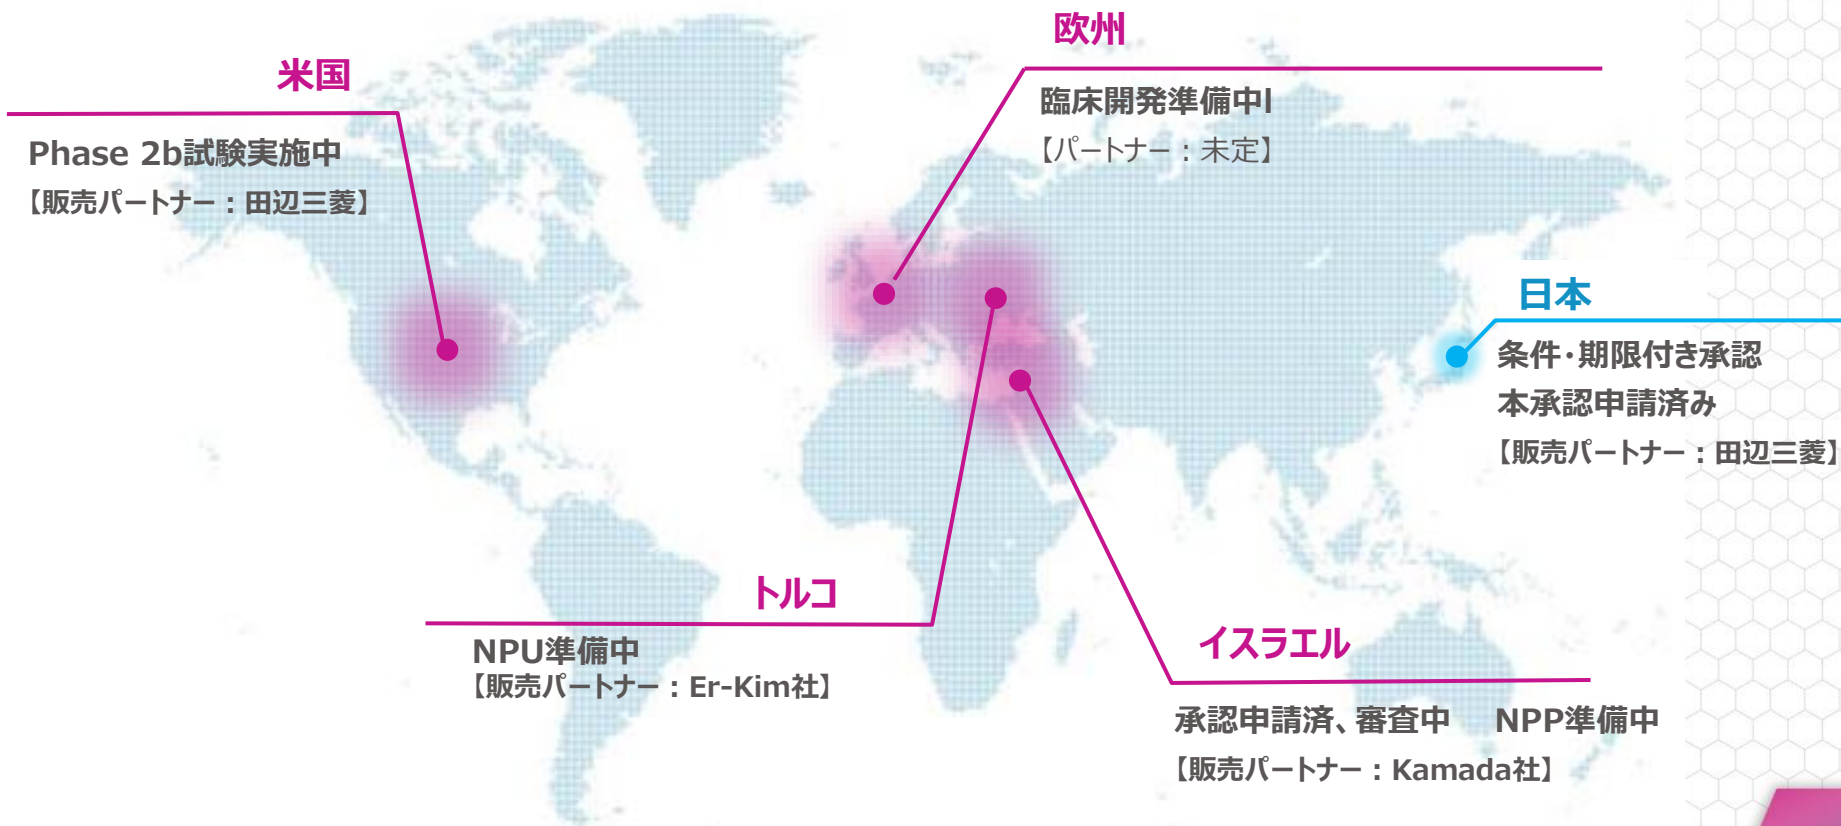 米国
Phase 2b試験実施中
【販売パートナー：田辺三菱】
欧州
臨床開発準備中l
【パートナー：未定】
日本
条件・期限付き承認
本承認申請済み
【販売パートナー：田辺三菱】
トルコ
NPU準備中
【販売パートナー：Er-Kim社】
イスラエル
承認申請済、審査中　NPP準備中
【販売パートナー：Kamada社】